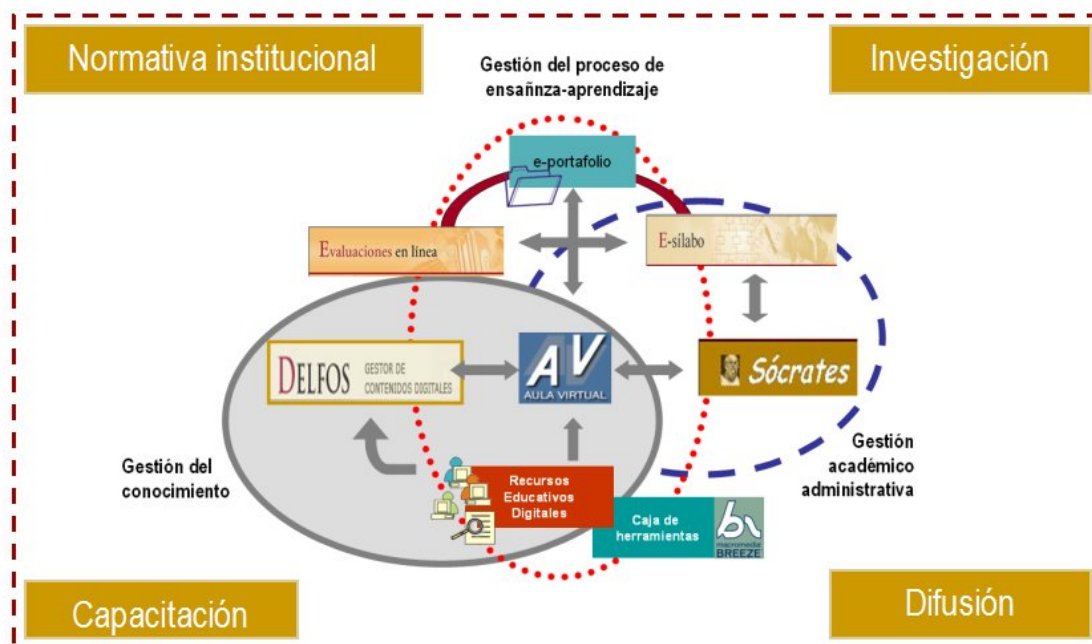 Normativa institucional
Investigación
Gestión del proceso de
ensañnza-aprendizaje
e-portafolio
Evaluaciones en línea
E-sílabo
DELFOS
GESTOR DE
CONTENIDOS DIGITALES
AV
AULA VIRTUAL
Sócrates
Gestión del
conocimiento
Gestión
académico
administrativa
Recursos
Educativos
Digitales
Caja de
herramientas
macromedia
BREEZE
Capacitación
Difusión